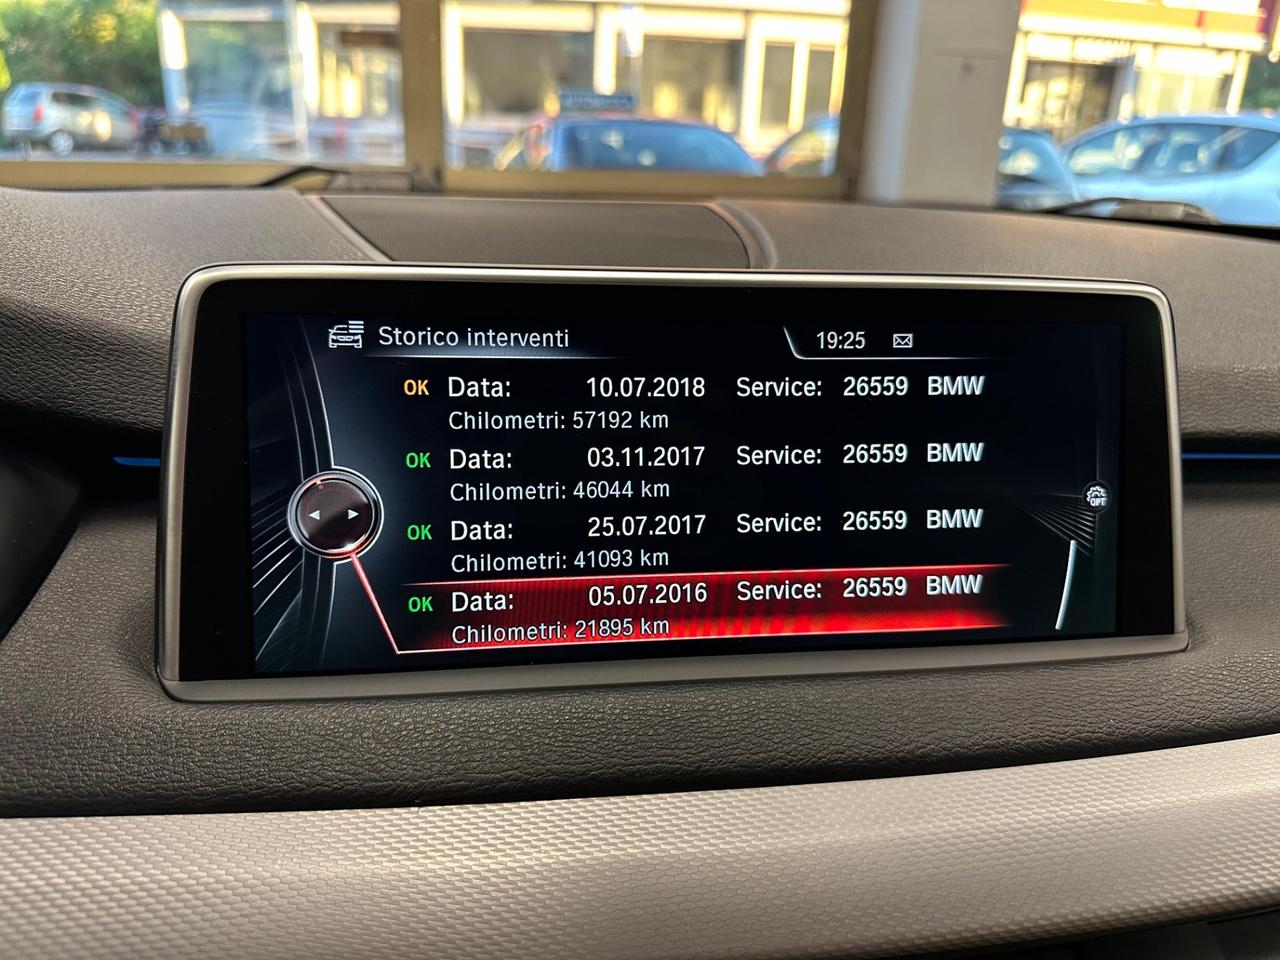 Storico interventi 19:25
OK Data: 10.07.2018 Service: 26559 BMW
Chilometri: 57192 km
OK Data: 03.11.2017 Service: 26559 BMW
Chilometri: 46044 km
OK Data: 25.07.2017 Service: 26559 BMW
Chilometri: 41093 km
OPT
OK Data: 05.07.2016 Service: 26559 BMW
Chilometri: 21895 km